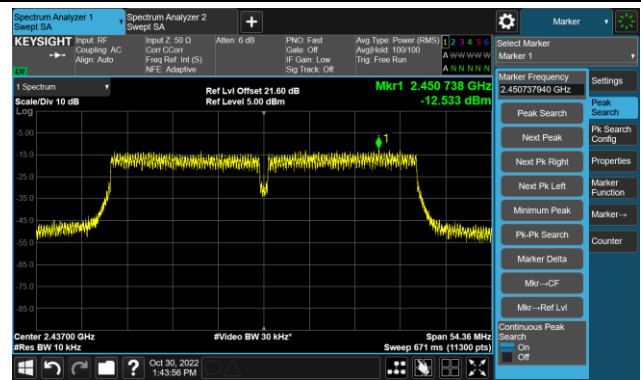 Spectrum Analyzer 1
Swept SA
Spectrum Analyzer 2
Swept SA
+
Marker
KEYSIGHT
Input: RF
Coupling: AC
Align: Auto
Input Z: 50 Ω
Corr CCorr
Freq Ref: Int (S)
NFE: Adaptive
Atten: 6 dB
PNO: Fast
Gate: Off
IF Gain: Low
Sig Track: Off
Avg Type: Power (RMS)
Avg|Hold: 100/100
Trig: Free Run
1 2 3 4 5 6
A W W W W W
A N N N N N
Select Marker
Marker 1
LU
1 Spectrum
Scale/Div 10 dB
Log
Ref Lvl Offset 21.60 dB
Ref Level 5.00 dBm
Mkr1 2.450 738 GHz
-12.533 dBm
1
-5.00
-15.0
-25.0
-35.0
-45.0
-55.0
-65.0
-75.0
-85.0
Center 2.43700 GHz
#Res BW 10 kHz
#Video BW 30 kHz*
Span 54.36 MHz
Sweep 671 ms (11300 pts)
Marker Frequency
2.450737940 GHz
Peak Search
Next Peak
Next Pk Right
Next Pk Left
Minimum Peak
Pk-Pk Search
Marker Delta
Mkr→CF
Mkr→Ref Lvl
Continuous Peak
Search
On
Off
Settings
Peak
Search
Pk Search
Config
Properties
Marker
Function
Marker→
Counter
?
Oct 30, 2022
1:43:56 PM